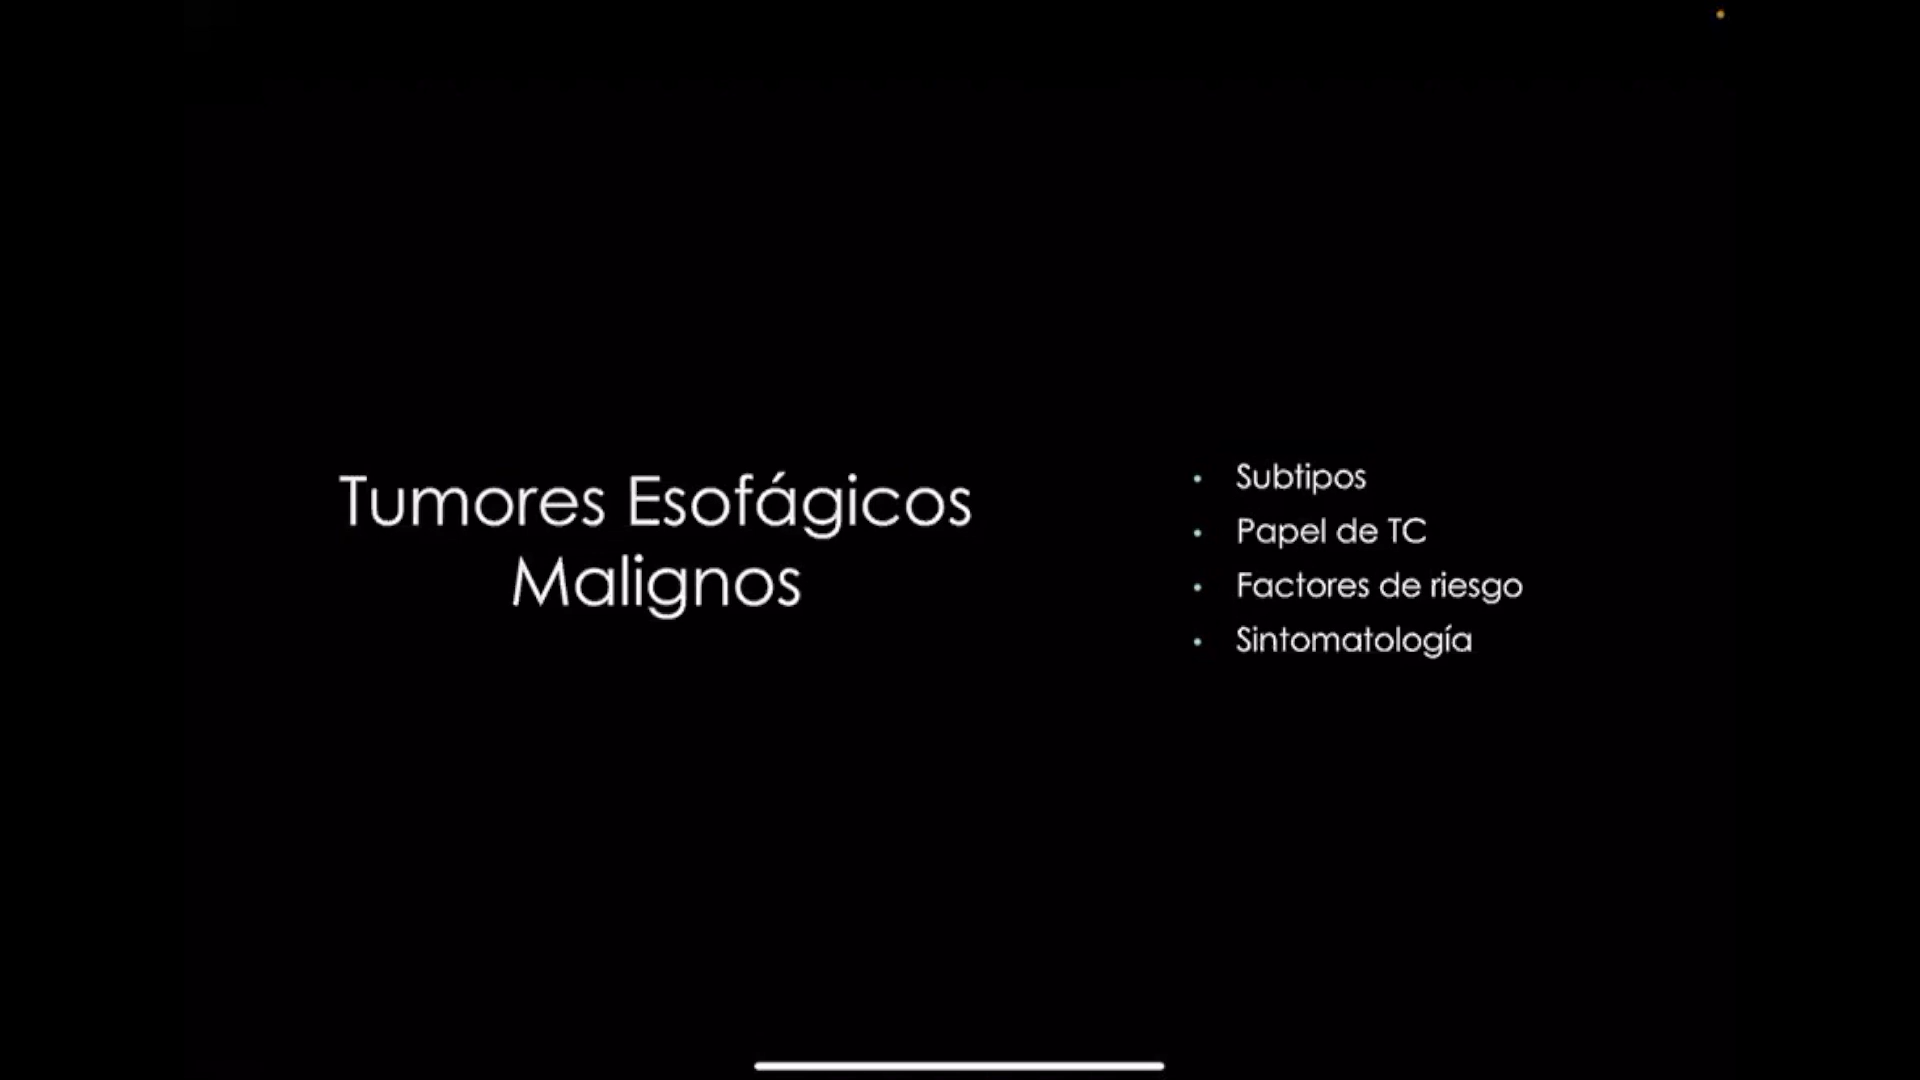 Tumores Esofágicos
Malignos
• Subtipos
• Papel de TC
• Factores de riesgo
• Sintomatología